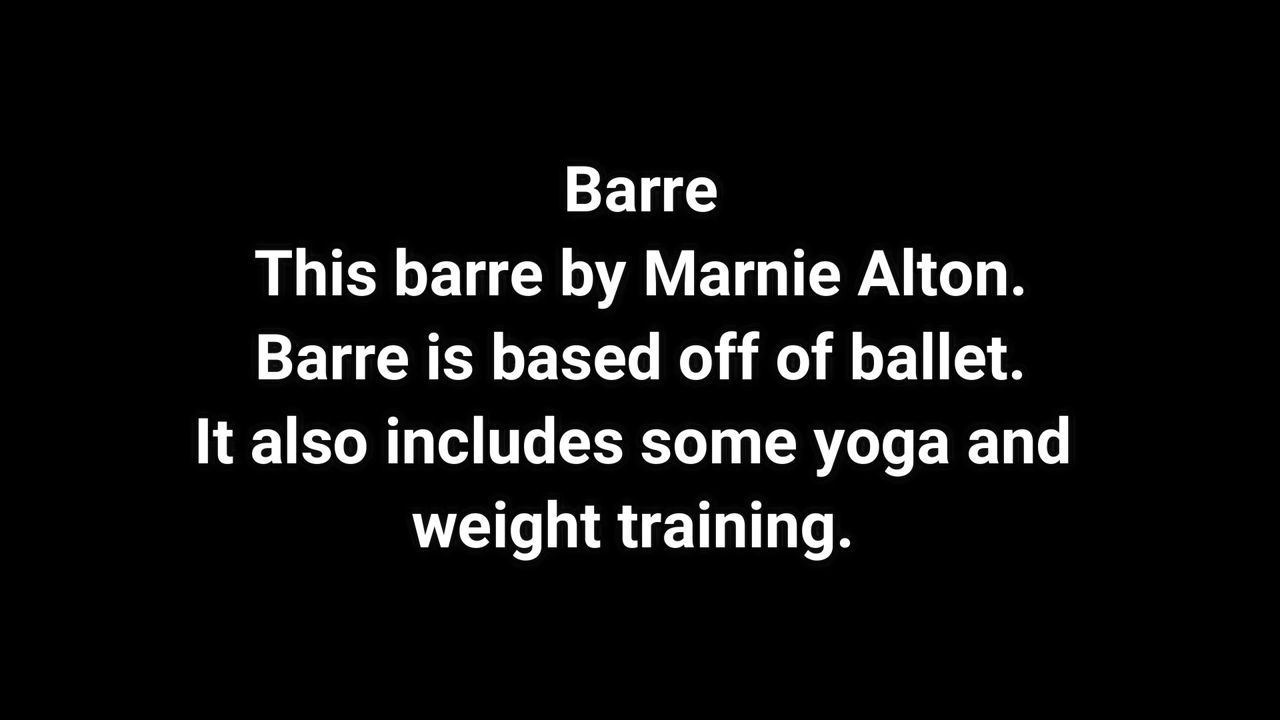 Barre
This barre by Marnie Alton.
Barre is based off of ballet.
It also includes some yoga and
weight training.